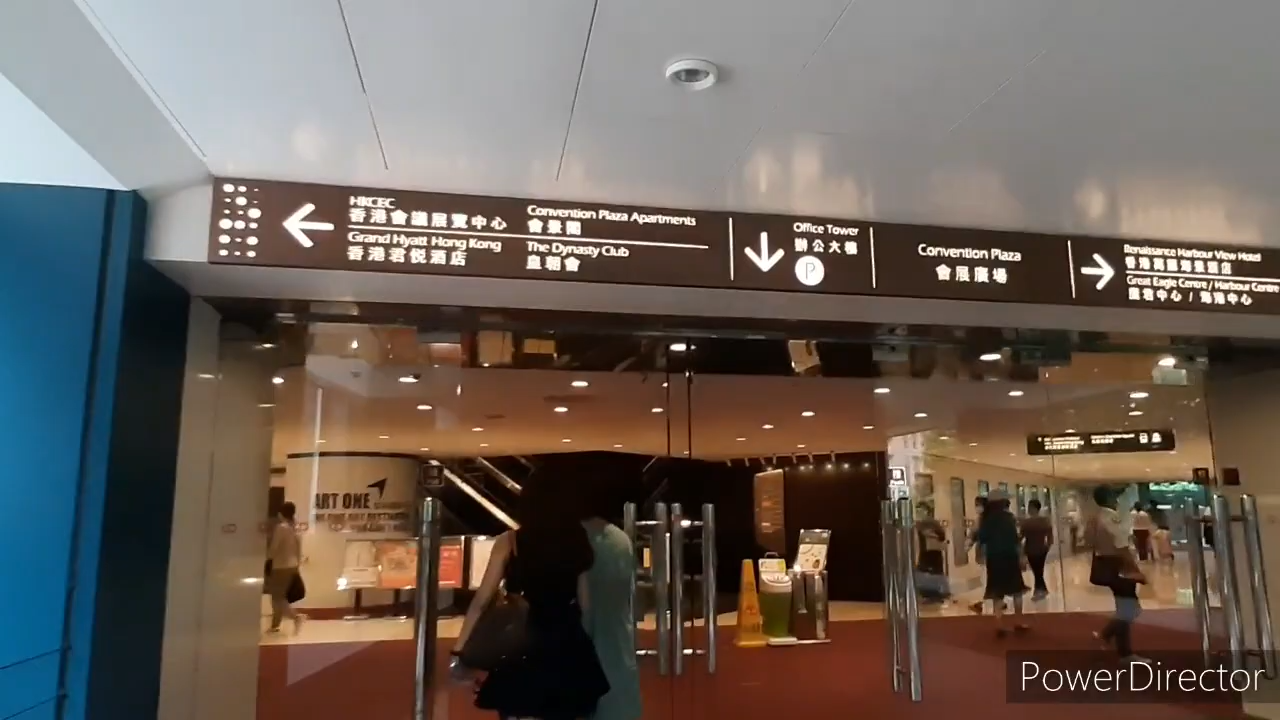 HKCEC
香港會議展覽中心
Grand Hyatt Hong Kong
香港君悅酒店
Convention Plaza Apartments
會景閣
The Dynasty Club
皇朝會
Office Tower
辦公大樓
P
Convention Plaza
會展廣場
Renaissance Harbour View Hotel
香港萬麗海景酒店
Great Eagle Centre / Harbour Centre
鷹君中心 / 海港中心
ART ONE
PowerDirector